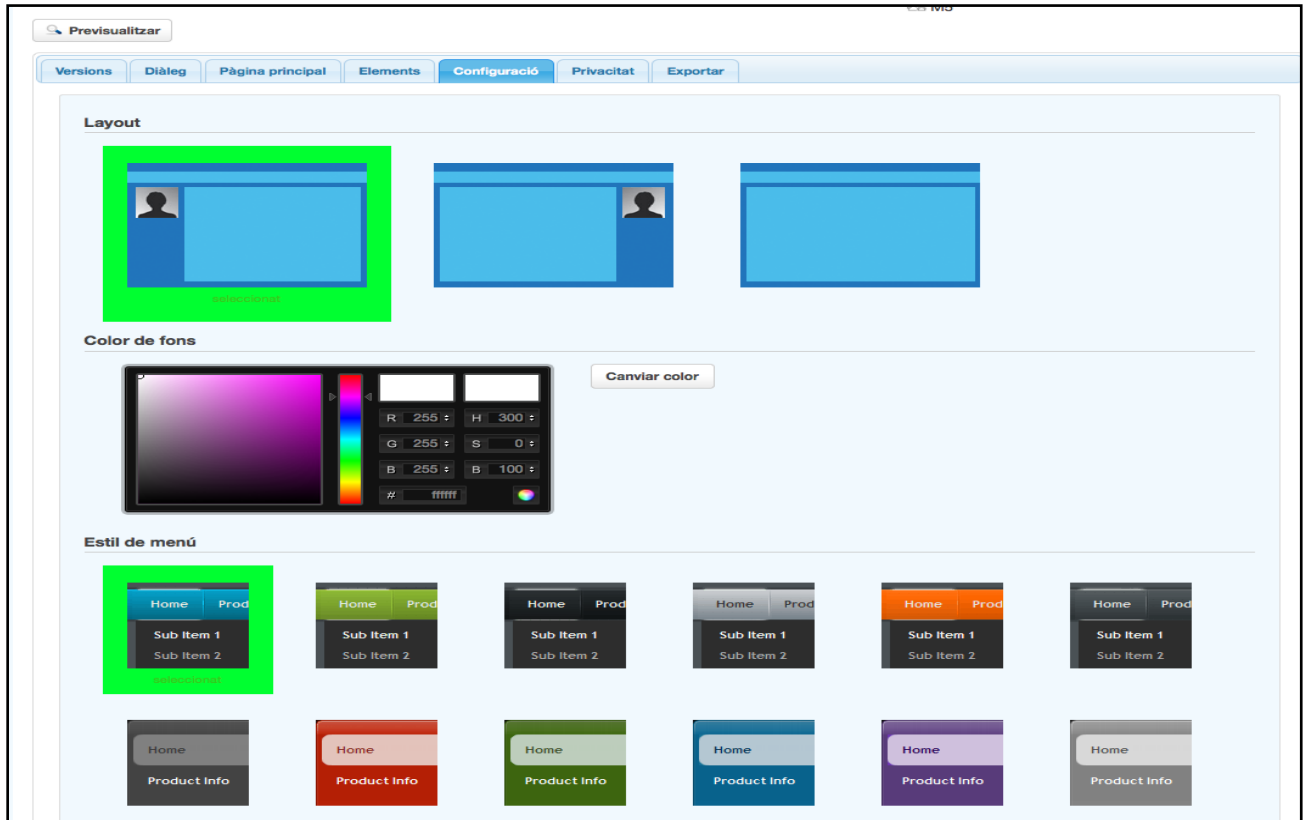 Previsualitzar
Versions Diàleg Pàgina principal Elements Configuració Privacitat Exportar
Layout
seleccionat
Color de fons
Canviar color
R 255 H 300
G 255 S 0
B 255 B 100
# ffffff
Estil de menú
Home Prod Home Prod Home Prod Home Prod Home Prod Home Prod
Sub Item 1 Sub Item 1 Sub Item 1 Sub Item 1 Sub Item 1 Sub Item 1
Sub Item 2 Sub Item 2 Sub Item 2 Sub Item 2 Sub Item 2 Sub Item 2
seleccionat
Home Home Home Home Home Home
Product Info Product Info Product Info Product Info Product Info Product Info